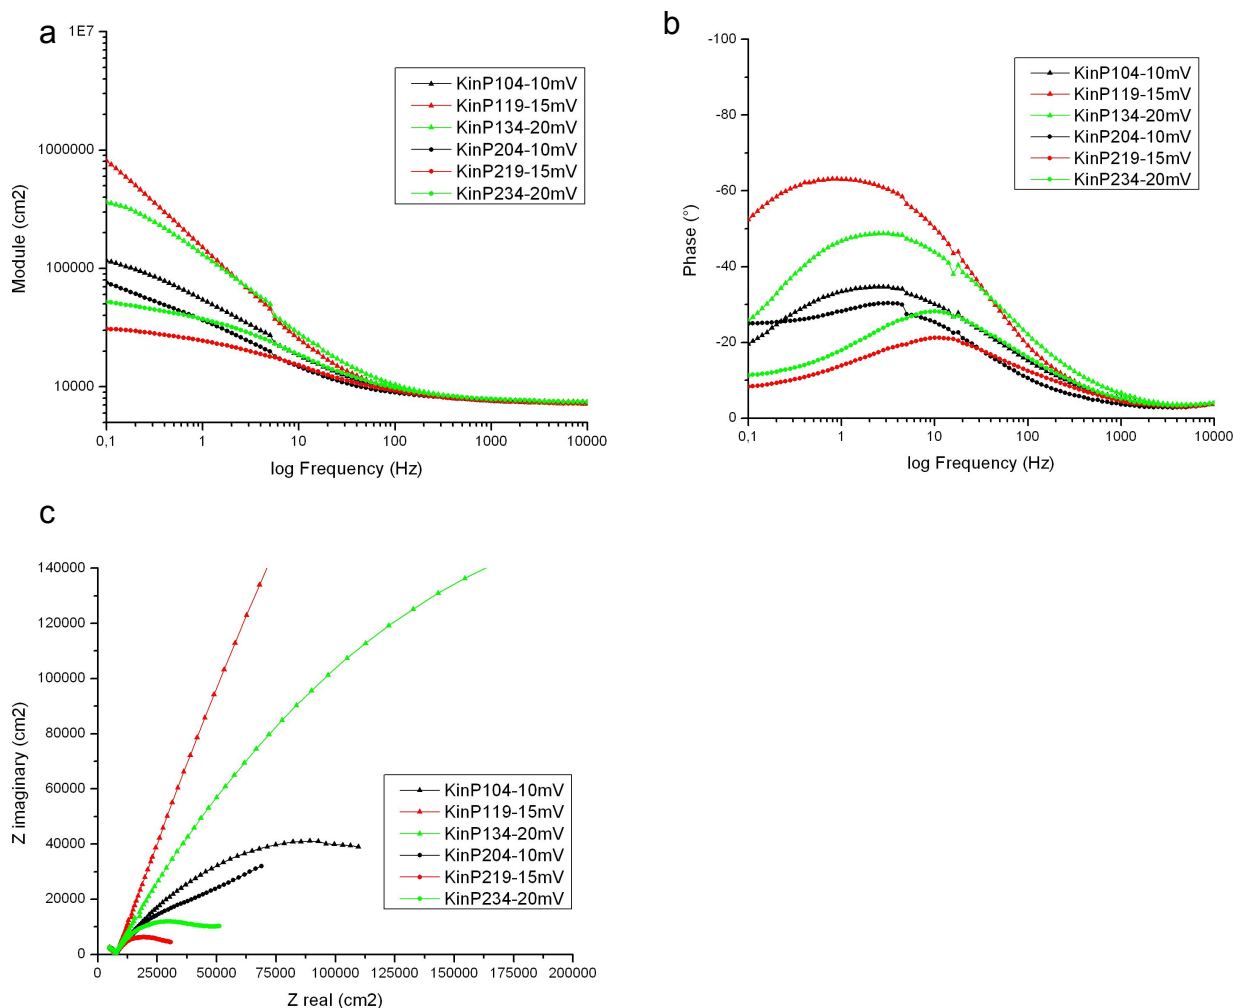 a
1E7
1000000
100000
10000
Module (cm2)
0,1
1
10
100
1000
10000
log Frequency (Hz)
KinP104-10mV
KinP119-15mV
KinP134-20mV
KinP204-10mV
KinP219-15mV
KinP234-20mV
b
-100
-80
-60
-40
-20
0
Phase (°)
0,1
1
10
100
1000
10000
log Frequency (Hz)
KinP104-10mV
KinP119-15mV
KinP134-20mV
KinP204-10mV
KinP219-15mV
KinP234-20mV
c
140000
120000
100000
80000
60000
40000
20000
0
Z imaginary (cm2)
0
25000
50000
75000
100000
125000
150000
175000
200000
Z real (cm2)
KinP104-10mV
KinP119-15mV
KinP134-20mV
KinP204-10mV
KinP219-15mV
KinP234-20mV